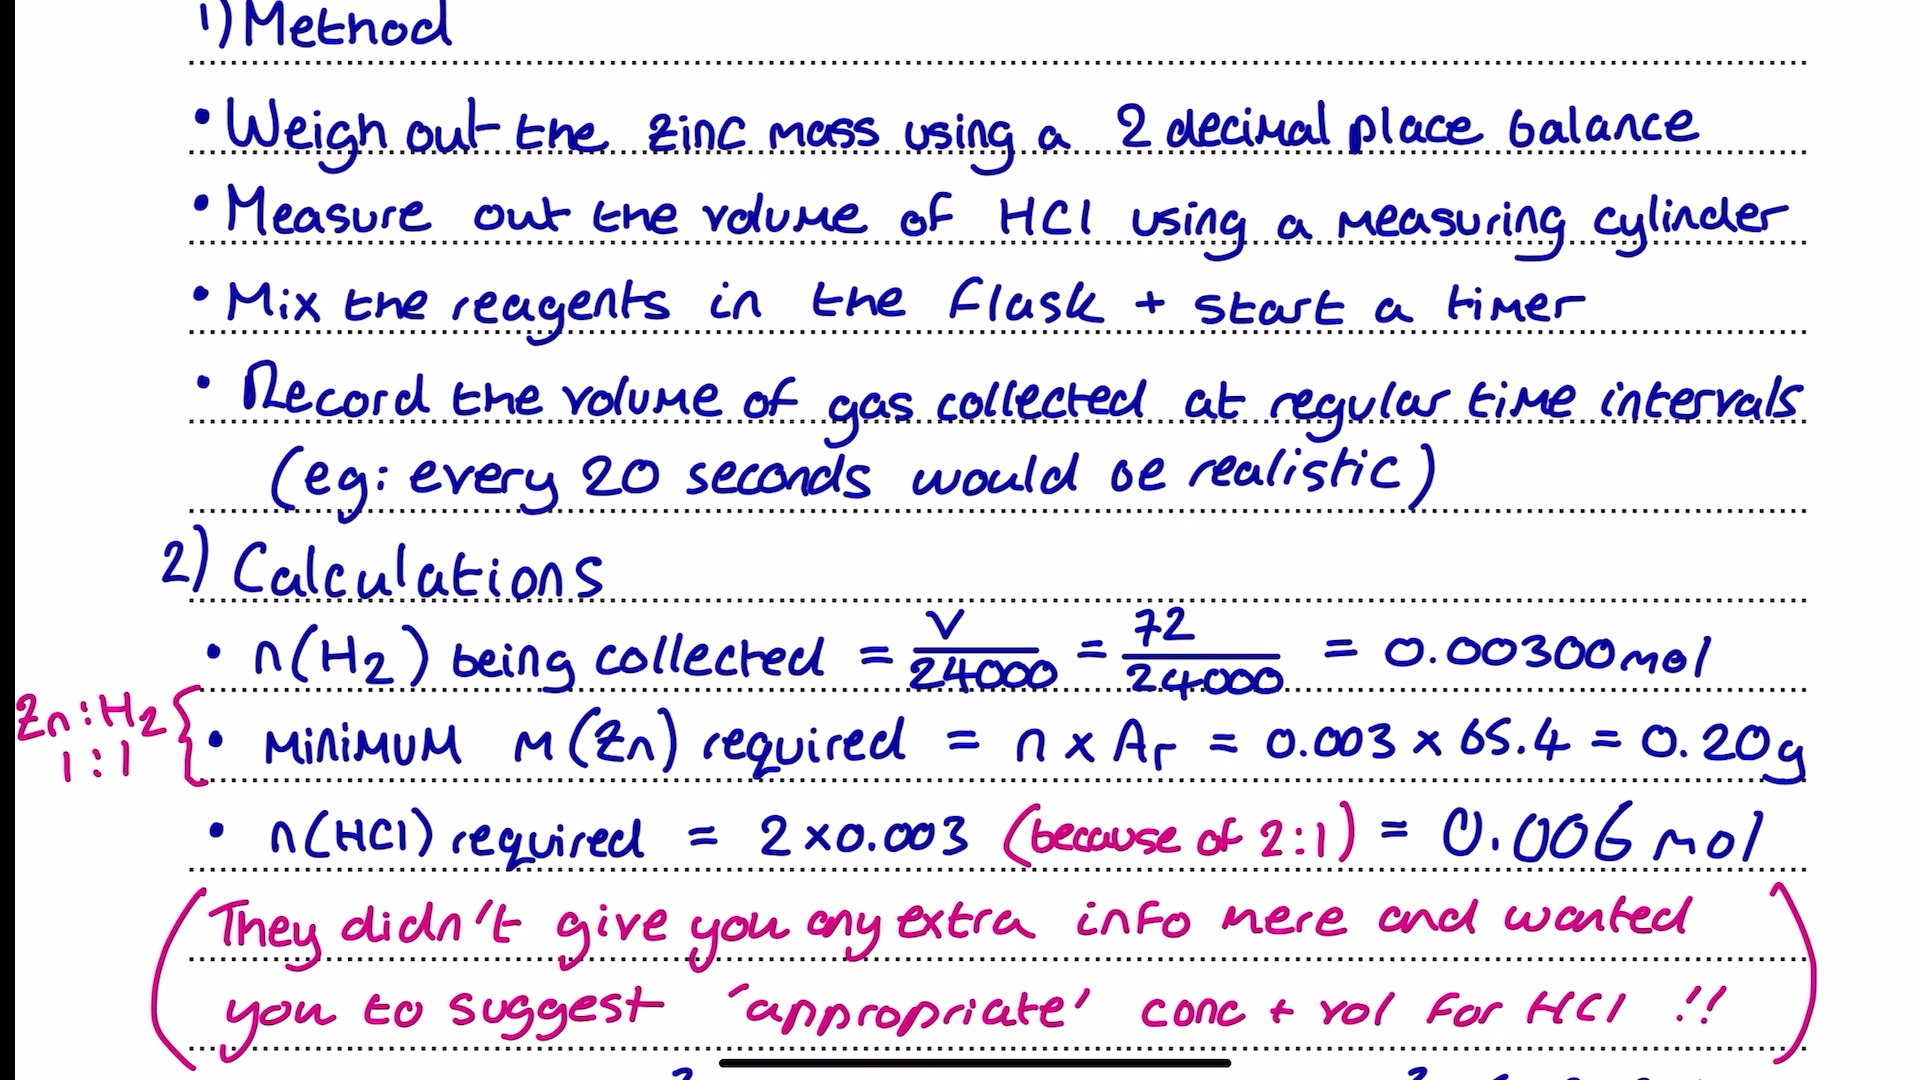 1) Method
• Weigh out the zinc mass using a 2 decimal place balance
• Measure out the volume of HCl using a measuring cylinder
• Mix the reagents in the flask + start a timer
• Record the volume of gas collected at regular time intervals
(eg: every 20 seconds would be realistic)
2) Calculations
• n(H2) being collected = V/24000 = 72/24000 = 0.00300mol
Zn:H2
1:1
• minimum m(Zn) required = n x Ar = 0.003 x 65.4 = 0.20g
• n(HCl) required = 2 x 0.003 (because of 2:1) = 0.006 mol
(They didn't give you any extra info here and wanted
you to suggest 'appropriate' conc + vol for HCl !!)